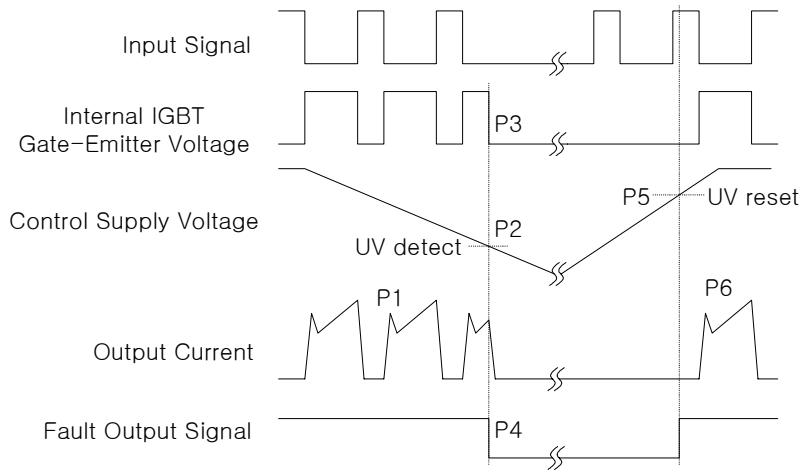 Input Signal
Internal IGBT
Gate-Emitter Voltage
P3
Control Supply Voltage
P5
UV reset
P2
UV detect
P1
P6
Output Current
Fault Output Signal
P4